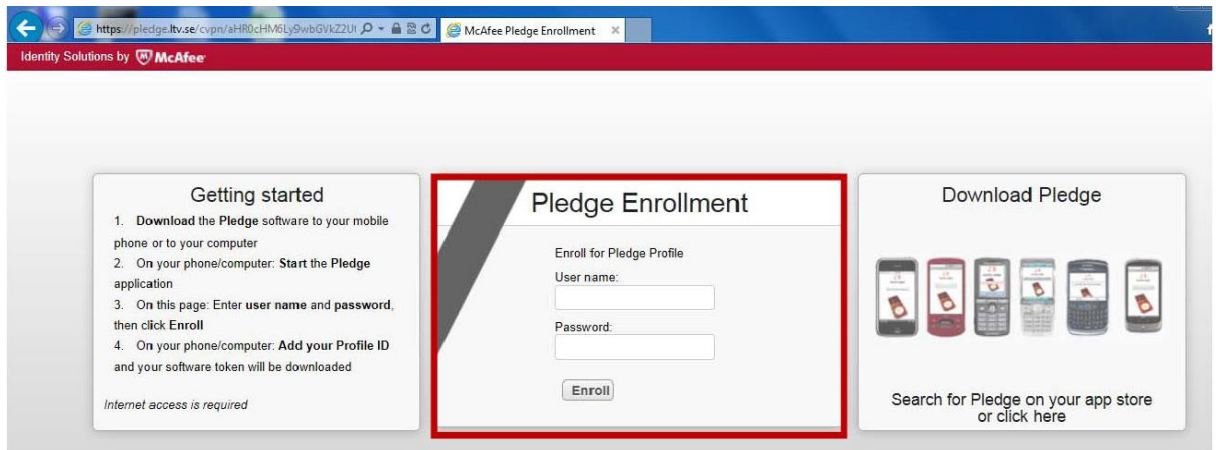 https://pledge.ltv.se/cvpn/aHR0cHM6Ly9wbGVkZ2Ut
McAfee Pledge Enrollment
Identity Solutions by McAfee
Getting started
1. Download the Pledge software to your mobile
phone or to your computer
2. On your phone/computer: Start the Pledge
application
3. On this page: Enter user name and password,
then click Enroll
4. On your phone/computer: Add your Profile ID
and your software token will be downloaded
Internet access is required
Pledge Enrollment
Enroll for Pledge Profile
User name:
Password:
Enroll
Download Pledge
Search for Pledge on your app store
or click here